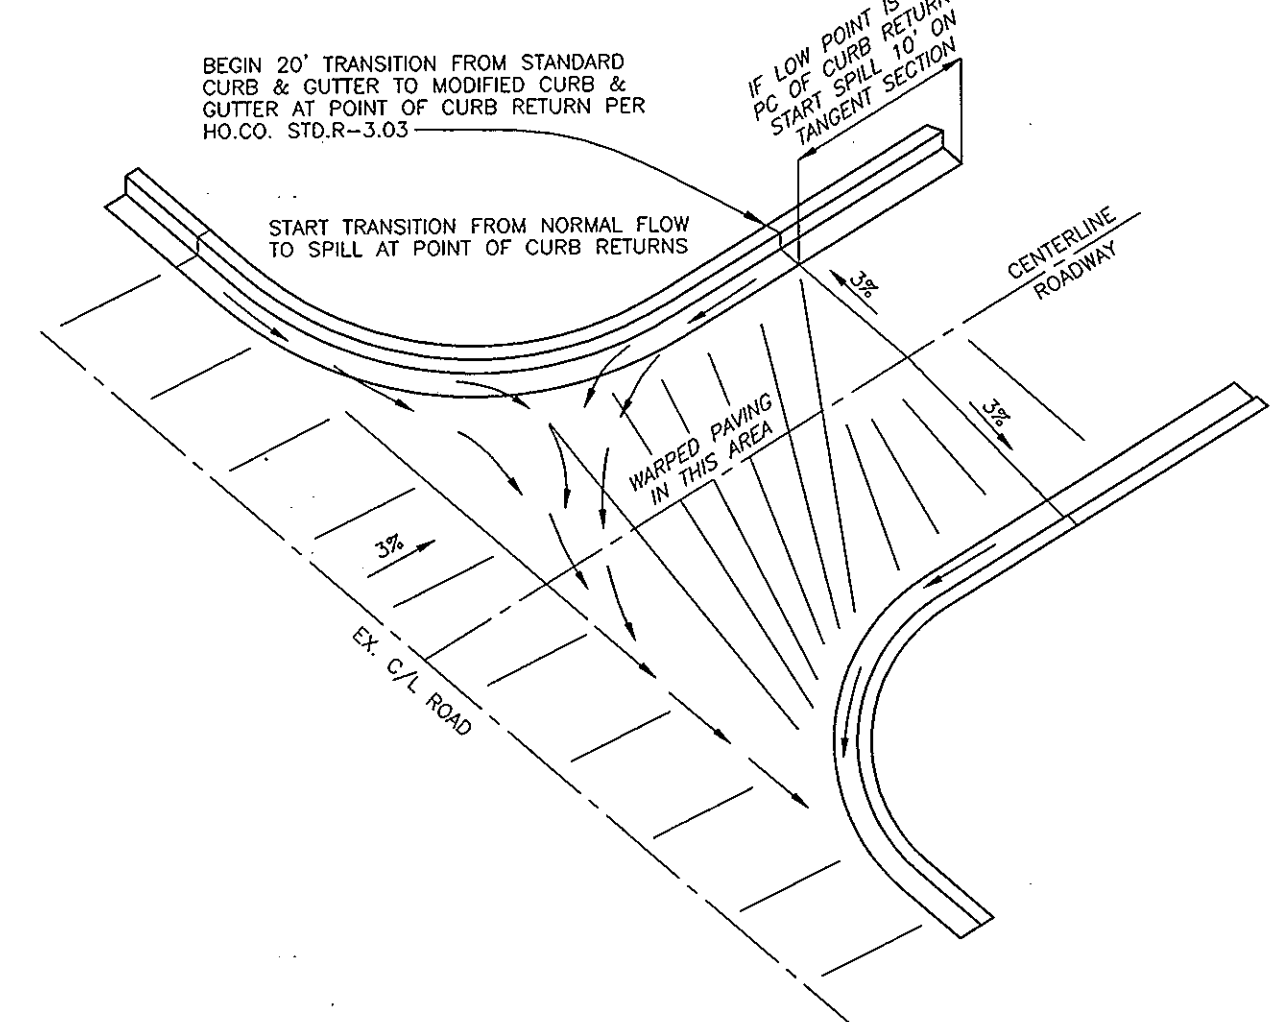 BEGIN 20' TRANSITION FROM STANDARD
CURB & GUTTER TO MODIFIED CURB &
GUTTER AT POINT OF CURB RETURN PER
HO.CO. STD.R-3.03
IF LOW POINT IS
PC OF CURB RETURN
START SPILL 10' ON
TANGENT SECTION
START TRANSITION FROM NORMAL FLOW
TO SPILL AT POINT OF CURB RETURNS
CENTERLINE
ROADWAY
3%
3%
WARPED PAVING
IN THIS AREA
3%
EX. C/L ROAD